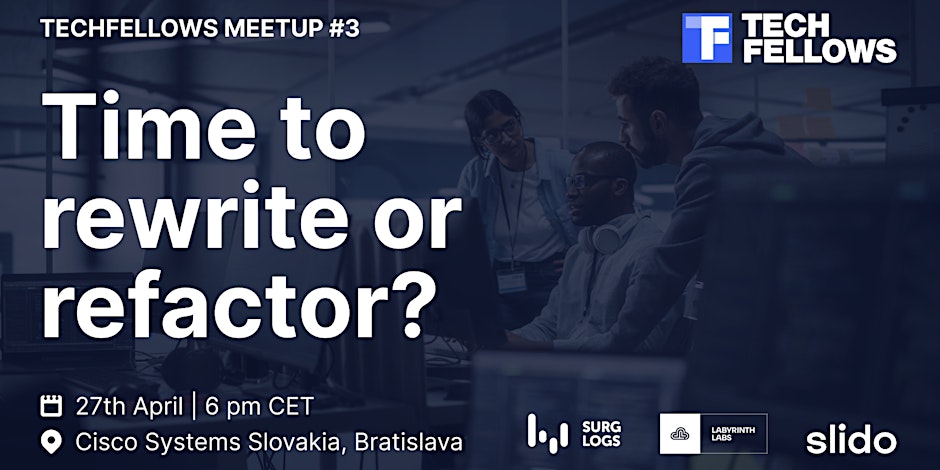 TECHFELLOWS MEETUP #3
TF TECH
FELLOWS
Time to
rewrite or
refactor?
27th April | 6 pm CET
Cisco Systems Slovakia, Bratislava
SURG
LOGS
LABYRINTH
LABS
slido